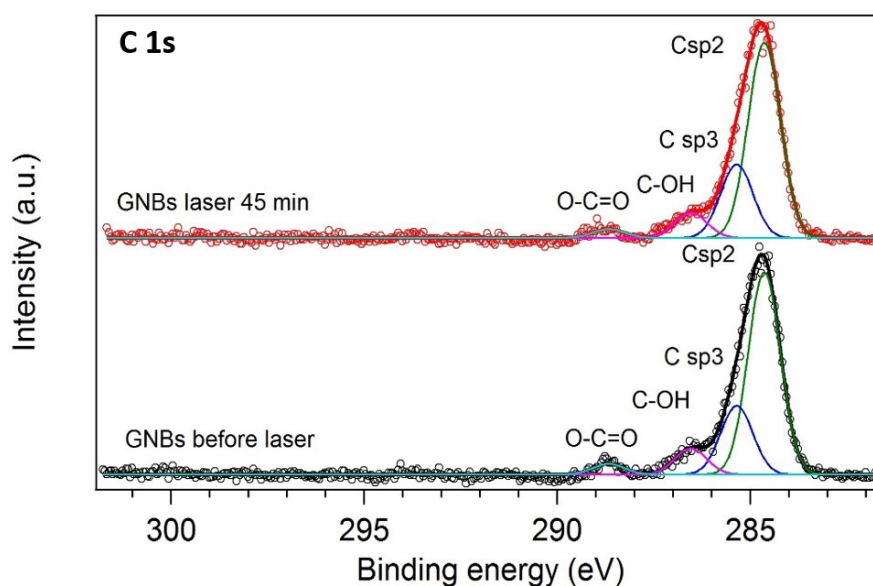 C 1s
Csp2
C sp3
C-OH
O-C=O
GNBs laser 45 min
Csp2
C sp3
C-OH
O-C=O
GNBs before laser
Intensity (a.u.)
300 295 290 285
Binding energy (eV)